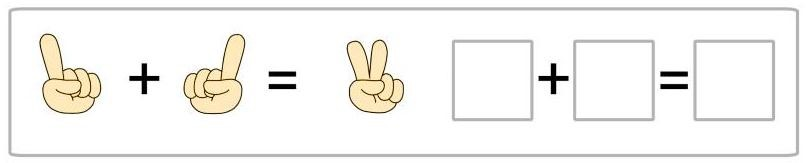 + = + =